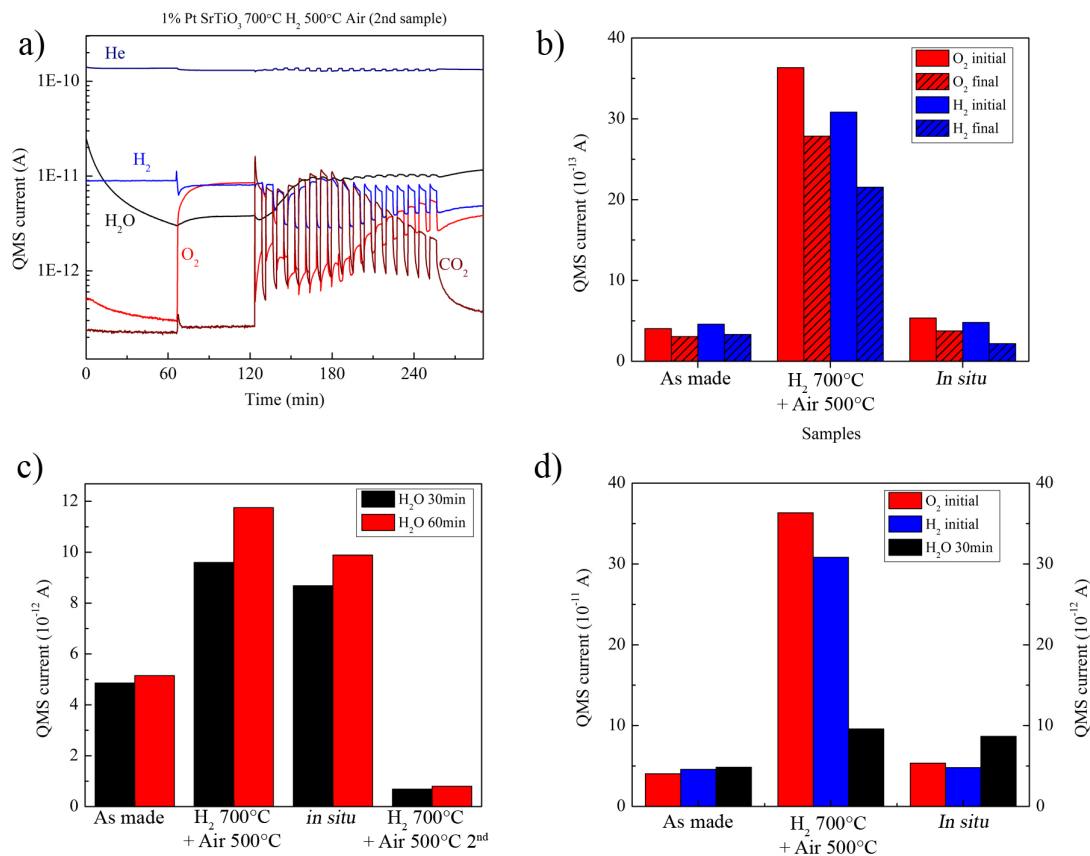 a)
1% Pt SrTiO3 700°C H2 500°C Air (2nd sample)
He
H2
H2O
O2
CO2
1E-10
1E-11
1E-12
QMS current (A)
0 60 120 180 240
Time (min)
b)
O2 initial
O2 final
H2 initial
H2 final
40
30
20
10
0
QMS current (10^-13 A)
As made
H2 700°C
+ Air 500°C
In situ
Samples
c)
H2O 30min
H2O 60min
12
10
8
6
4
2
0
QMS current (10^-12 A)
As made
H2 700°C
+ Air 500°C
in situ
H2 700°C
+ Air 500°C 2nd
d)
O2 initial
H2 initial
H2O 30min
40
30
20
10
0
QMS current (10^-11 A)
40
30
20
10
0
QMS current (10^-12 A)
As made
H2 700°C
+ Air 500°C
In situ